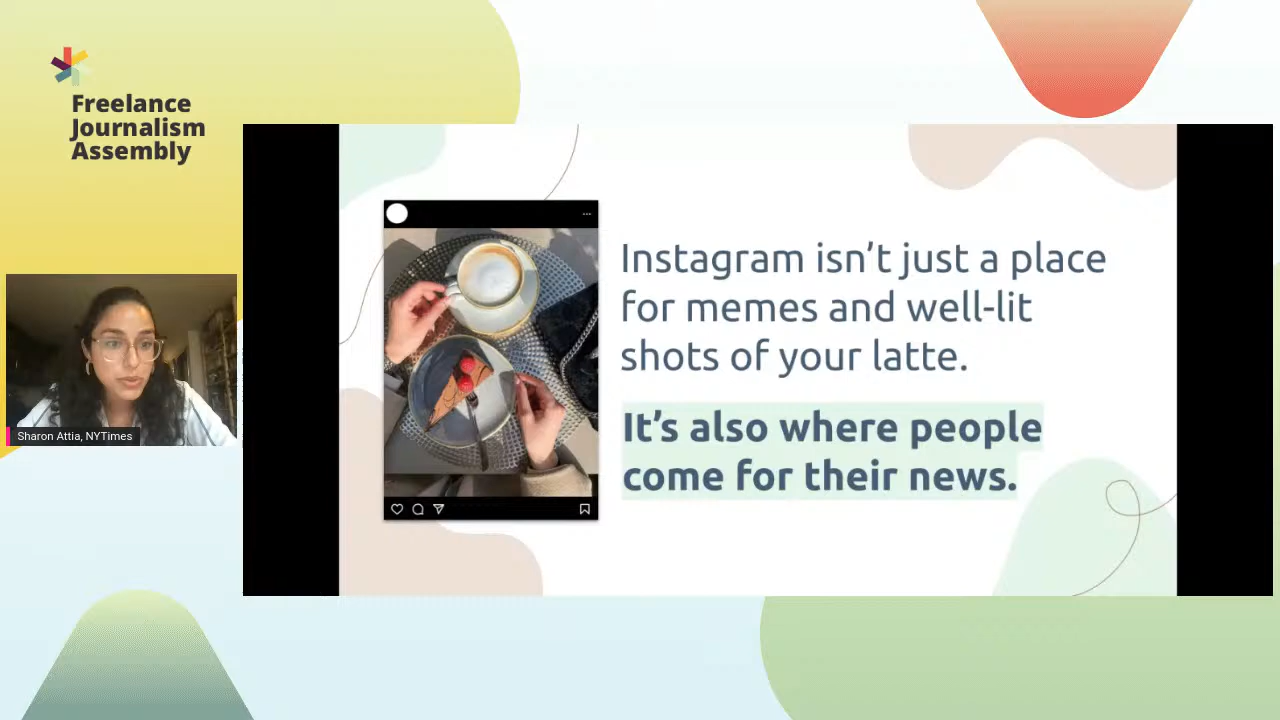 Freelance
Journalism
Assembly
Sharon Attia, NYTimes
Instagram isn’t just a place
for memes and well-lit
shots of your latte.
It’s also where people
come for their news.